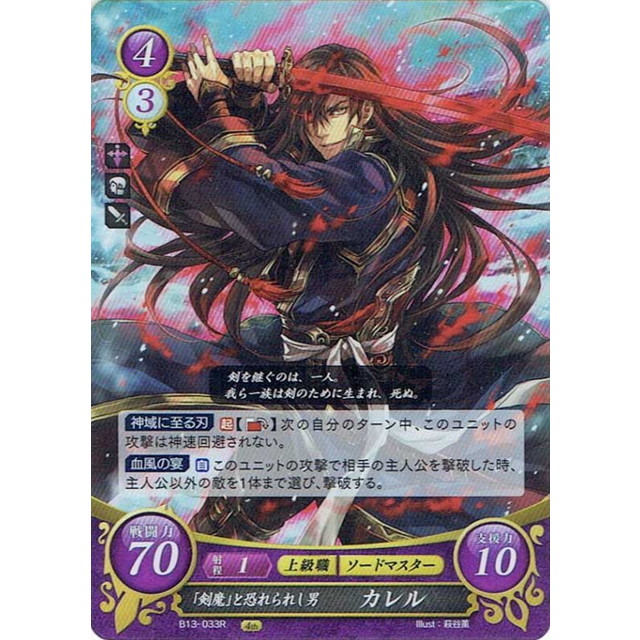 4
3
剣を継ぐのは、一人。
我ら一族は剣のために生まれ、死ぬ。
神域に至る刃 起【】次の自分のターン中、このユニットの
攻撃は神速回避されない。
血風の宴 自 このユニットの攻撃で相手の主人公を撃破した時、
主人公以外の敵を1体まで選び、撃破する。
戦闘力
70
射程 1 上級職 ソードマスター
支援力
10
「剣魔」と恐れられし男 カレル
B13-033R 4th Illust：萩谷薫